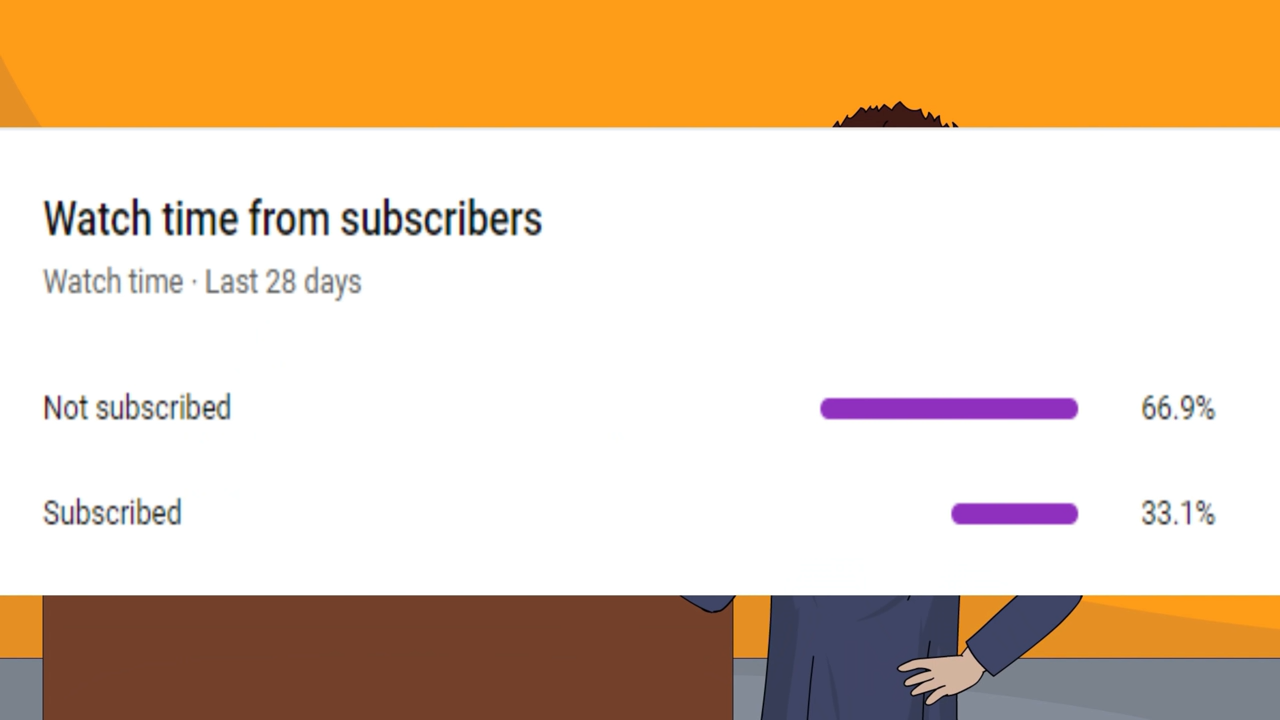 Watch time from subscribers
Watch time · Last 28 days
Not subscribed 66.9%
Subscribed 33.1%